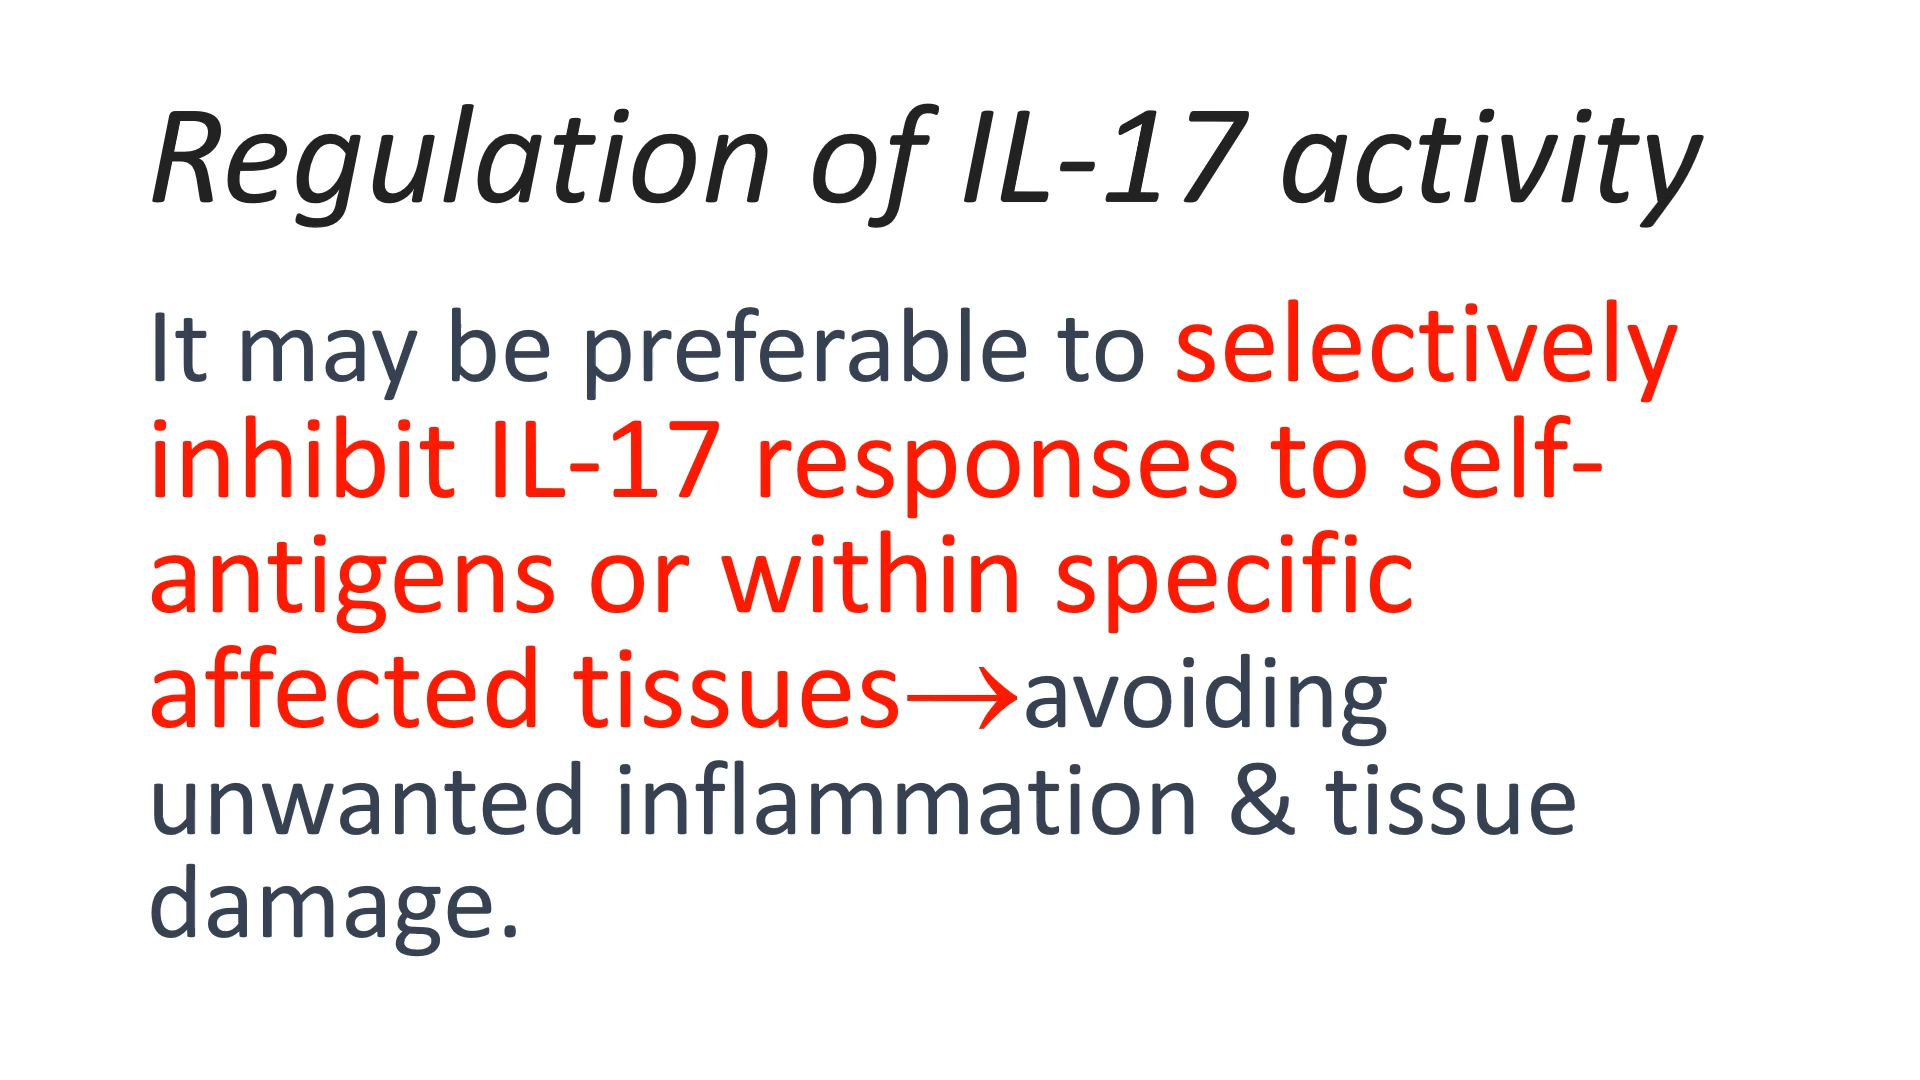 Regulation of IL-17 activity
It may be preferable to selectively
inhibit IL-17 responses to self-
antigens or within specific
affected tissues→avoiding
unwanted inflammation & tissue
damage.